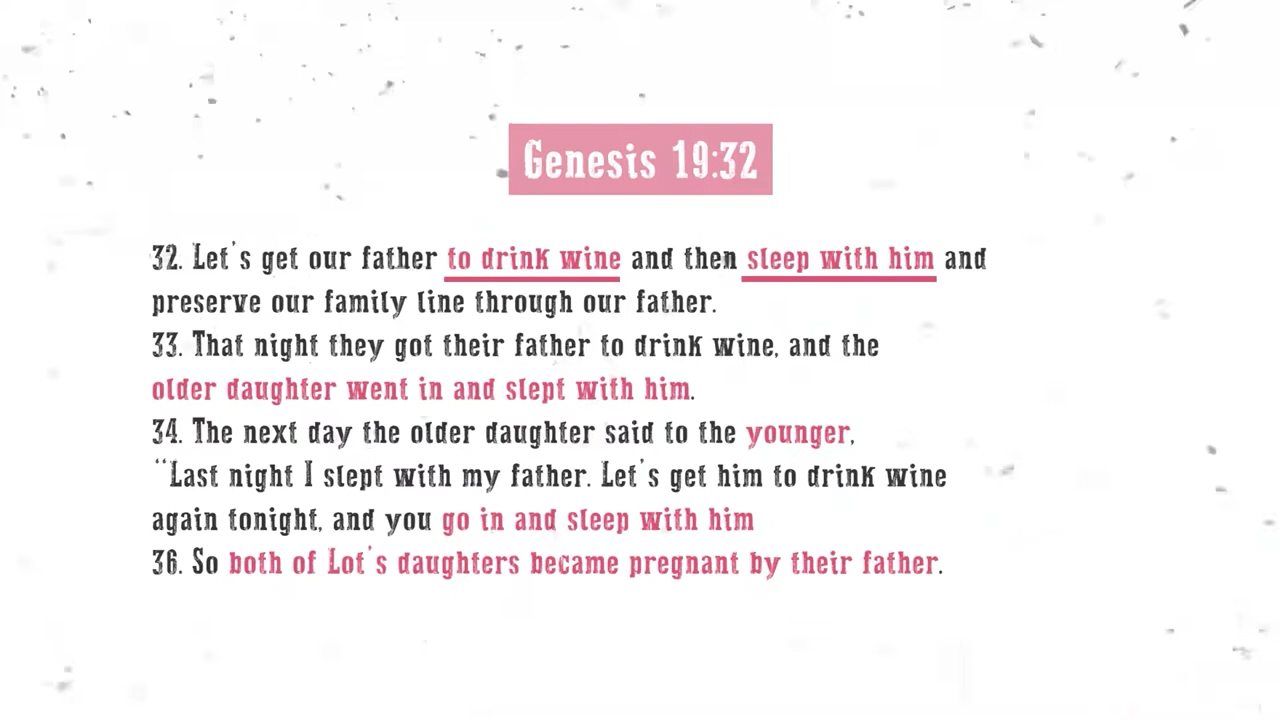 Genesis 19:32
32. Let's get our father to drink wine and then sleep with him and
preserve our family line through our father.
33. That night they got their father to drink wine, and the
older daughter went in and slept with him.
34. The next day the older daughter said to the younger,
“Last night I slept with my father. Let's get him to drink wine
again tonight, and you go in and sleep with him
36. So both of Lot's daughters became pregnant by their father.